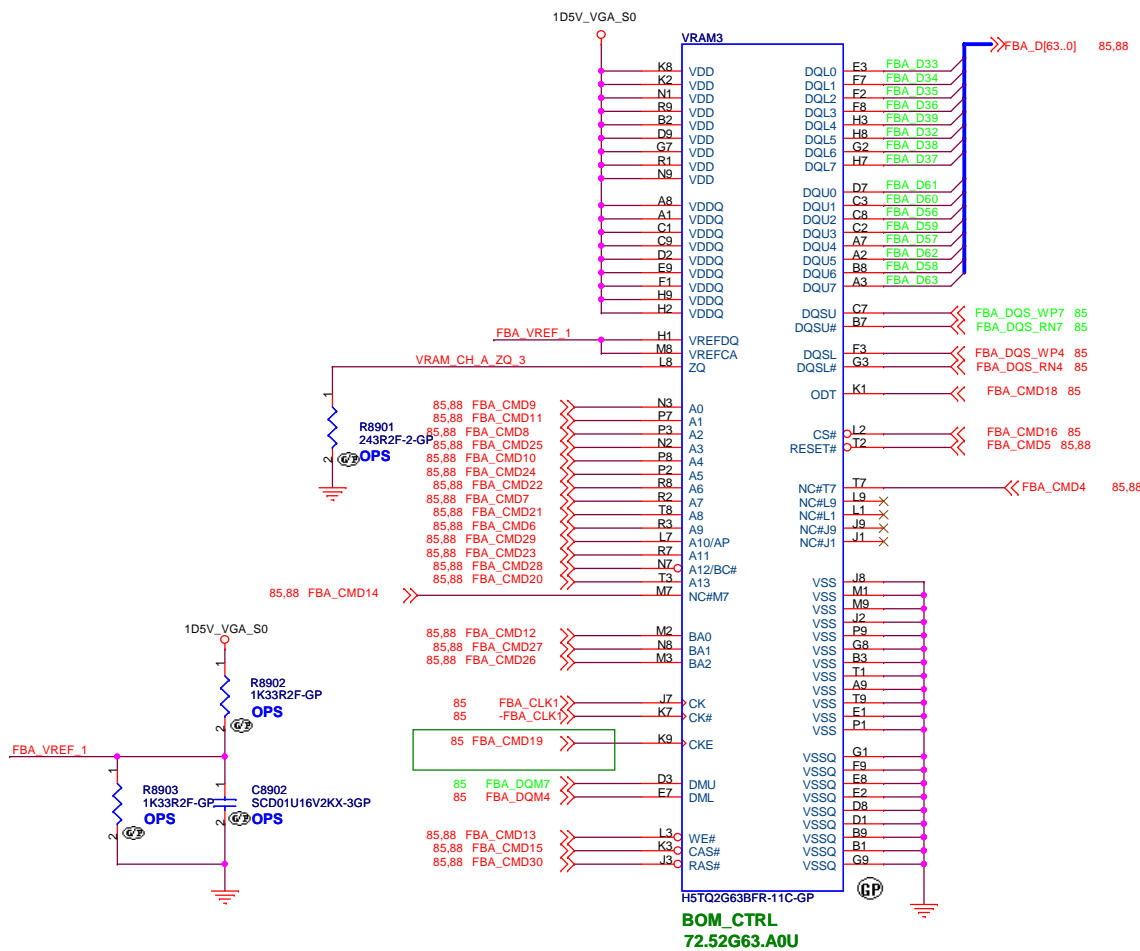 1D5V_VGA_S0
VRAM3
FBA_D[63..0] 85,88
K8 VDD
K2 VDD
N1 VDD
R9 VDD
B2 VDD
D9 VDD
G7 VDD
R1 VDD
N9 VDD
A8 VDDQ
A1 VDDQ
C1 VDDQ
C9 VDDQ
D2 VDDQ
E9 VDDQ
F1 VDDQ
H9 VDDQ
H2 VDDQ
FBA_VREF_1 H1 VREFDQ
M8 VREFCA
VRAM_CH_A_ZQ_3 L8 ZQ
1
R8901
243R2F-2-GP
2 G/P OPS
85,88 FBA_CMD9 N3 A0
85,88 FBA_CMD11 P7 A1
85,88 FBA_CMD8 P3 A2
85,88 FBA_CMD25 N2 A3
85,88 FBA_CMD10 P8 A4
85,88 FBA_CMD24 P2 A5
85,88 FBA_CMD22 R8 A6
85,88 FBA_CMD7 R2 A7
85,88 FBA_CMD21 T8 A8
85,88 FBA_CMD6 R3 A9
85,88 FBA_CMD29 L7 A10/AP
85,88 FBA_CMD23 R7 A11
85,88 FBA_CMD28 N7 A12/BC#
85,88 FBA_CMD20 T3 A13
85,88 FBA_CMD14 M7 NC#M7
85,88 FBA_CMD12 M2 BA0
85,88 FBA_CMD27 N8 BA1
85,88 FBA_CMD26 M3 BA2
85 FBA_CLK1 J7 CK
85 -FBA_CLK1 K7 CK#
85 FBA_CMD19 K9 CKE
85 FBA_DQM7 D3 DMU
85 FBA_DQM4 E7 DML
85,88 FBA_CMD13 L3 WE#
85,88 FBA_CMD15 K3 CAS#
85,88 FBA_CMD30 J3 RAS#
DQL0 E3 FBA_D33
DQL1 F7 FBA_D34
DQL2 F2 FBA_D35
DQL3 F8 FBA_D36
DQL4 H3 FBA_D39
DQL5 H8 FBA_D32
DQL6 G2 FBA_D38
DQL7 H7 FBA_D37
DQU0 D7 FBA_D61
DQU1 C3 FBA_D60
DQU2 C8 FBA_D56
DQU3 C2 FBA_D59
DQU4 A7 FBA_D57
DQU5 A2 FBA_D62
DQU6 B8 FBA_D58
DQU7 A3 FBA_D63
DQSU C7 FBA_DQS_WP7 85
DQSU# B7 FBA_DQS_RN7 85
DQSL F3 FBA_DQS_WP4 85
DQSL# G3 FBA_DQS_RN4 85
ODT K1 FBA_CMD18 85
CS# L2 FBA_CMD16 85
RESET# T2 FBA_CMD5 85,88
NC#T7 T7 FBA_CMD4 85,88
NC#L9 L9
NC#L1 L1
NC#J9 J9
NC#J1 J1
VSS J8
VSS M1
VSS M9
VSS J2
VSS P9
VSS G8
VSS B3
VSS T1
VSS A9
VSS T9
VSS E1
VSS P1
VSSQ G1
VSSQ F9
VSSQ E8
VSSQ E2
VSSQ D8
VSSQ D1
VSSQ B9
VSSQ B1
VSSQ G9
1D5V_VGA_S0
1
R8902
1K33R2F-GP
OPS
2 G/P
FBA_VREF_1
1
R8903
1K33R2F-GP
OPS
2 G/P
1
C8902
SCD01U16V2KX-3GP
2 G/P OPS
GP
H5TQ2G63BFR-11C-GP
BOM_CTRL
72.52G63.A0U